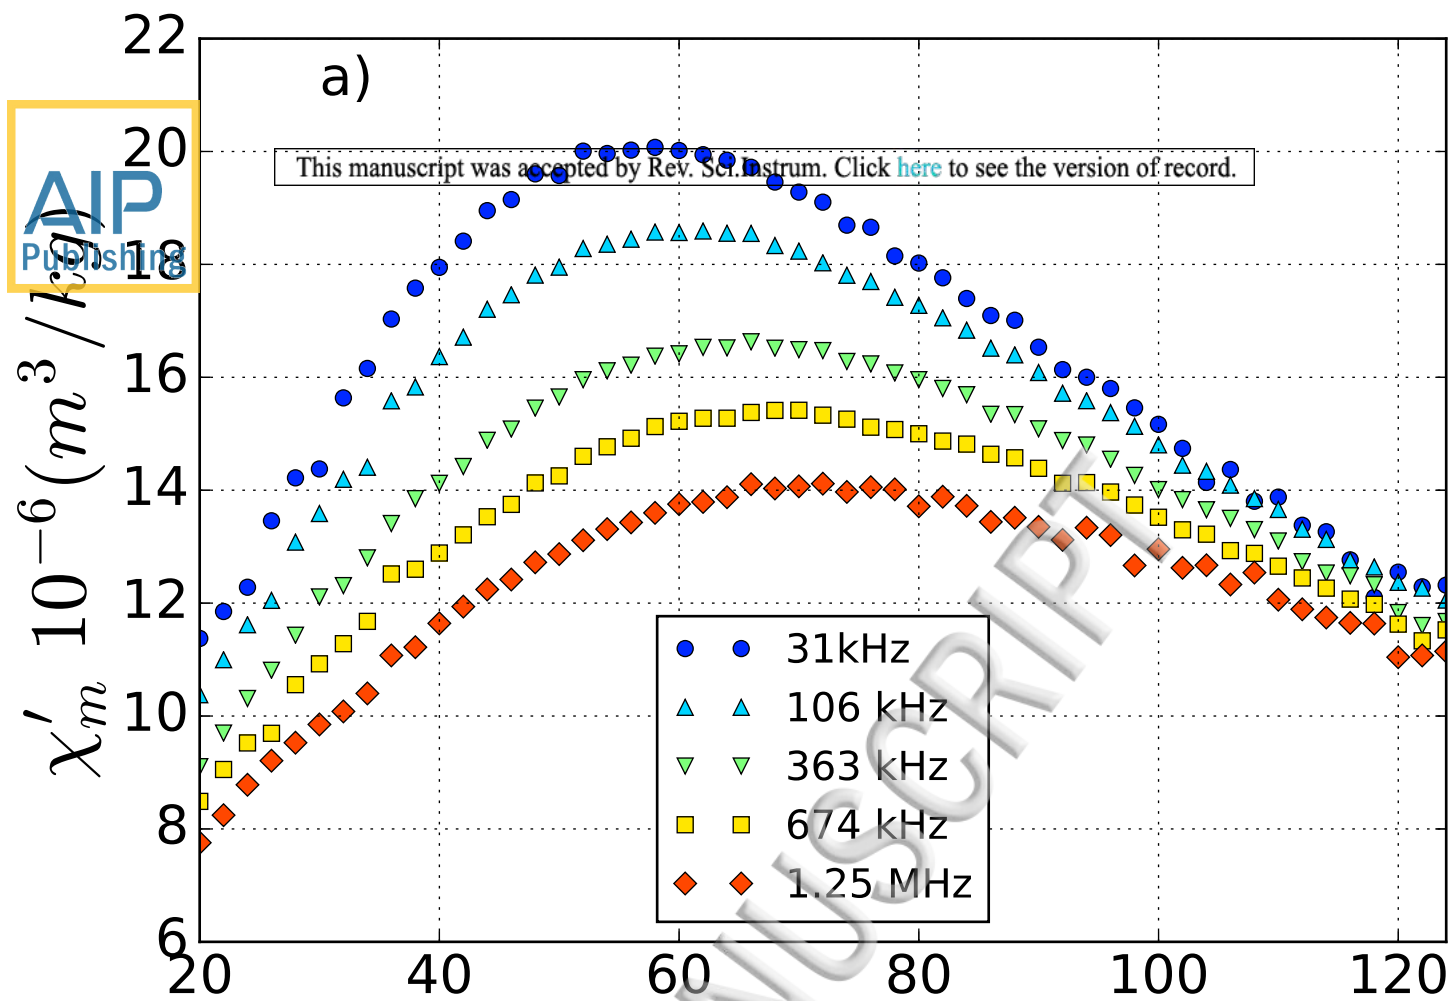 22
a)
20
This manuscript was accepted by Rev. Sci.Instrum. Click here to see the version of record.
AIP
Publishing
18
χ′m 10−6(m3/kg)
16
14
12
10
8
6
31kHz
106 kHz
363 kHz
674 kHz
1.25 MHz
NUSCRIPT
20 40 60 80 100 120